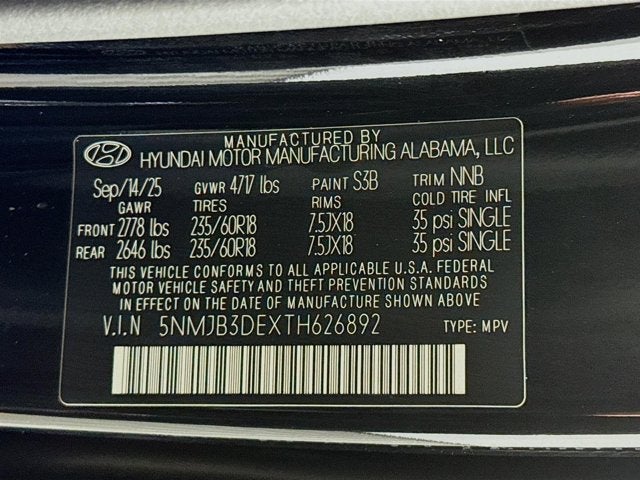 MANUFACTURED BY
HYUNDAI MOTOR MANUFACTURING ALABAMA, LLC
Sep/14/25 GVWR 4717 lbs PAINT S3B TRIM NNB
GAWR TIRES RIMS COLD TIRE INFL
FRONT 2778 lbs 235/60R18 7.5JX18 35 psi SINGLE
REAR 2646 lbs 235/60R18 7.5JX18 35 psi SINGLE
THIS VEHICLE CONFORMS TO ALL APPLICABLE U.S.A. FEDERAL
MOTOR VEHICLE SAFETY AND THEFT PREVENTION STANDARDS
IN EFFECT ON THE DATE OF MANUFACTURE SHOWN ABOVE.
V.I.N 5NMJB3DEXTH626892 TYPE: MPV